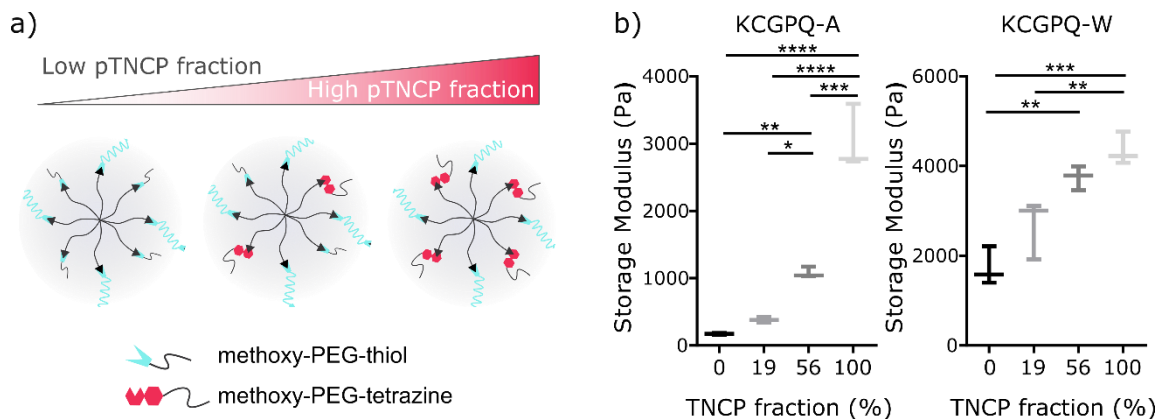 a)
Low pTNCP fraction
High pTNCP fraction
methoxy-PEG-thiol
methoxy-PEG-tetrazine
b)
KCGPQ-A
Storage Modulus (Pa)
4000
3000
2000
1000
0
****
****
***
**
*
0 19 56 100
TNCP fraction (%)
KCGPQ-W
Storage Modulus (Pa)
6000
4000
2000
0
***
**
**
0 19 56 100
TNCP fraction (%)